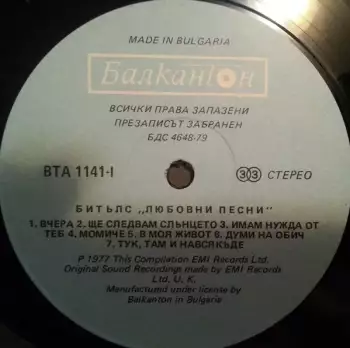 MADE IN BULGARIA
Балкантон
ВСИЧКИ ПРАВА ЗАПАЗЕНИ
ПРЕЗАПИСЪТ ЗАБРАНЕН
БДС 4648-79
ВТА 1141-I
33 СТЕРЕО
БИТЪЛС „ЛЮБОВНИ ПЕСНИ"
1. ВЧЕРА 2. ЩЕ СЛЕДВАМ СЛЪНЦЕТО 3. ИМАМ НУЖДА ОТ
ТЕБ 4. МОМИЧЕ 5. В МОЯ ЖИВОТ 6. ДУМИ НА ОБИЧ
7. ТУК, ТАМ И НАВСЯКЪДЕ
℗ 1977 This Compilation EMI Records Ltd.
Original Sound Recordings made by EMI Records
Ltd. U. K.
Manufactured under license by
Balkanton in Bulgaria